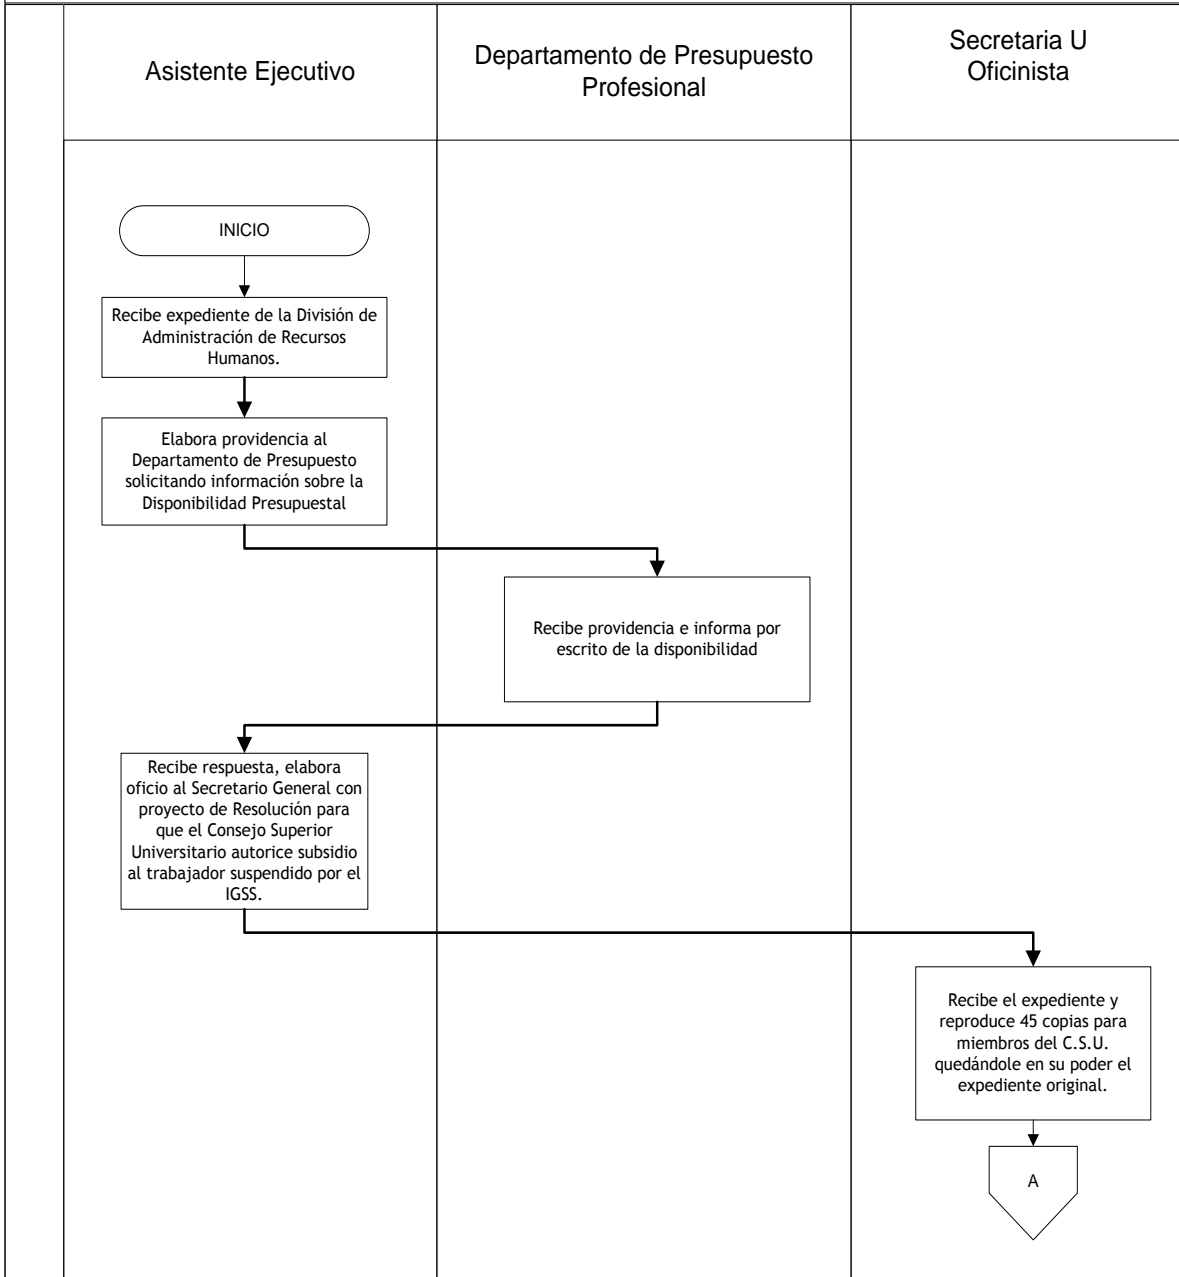 Asistente Ejecutivo
Departamento de Presupuesto
Profesional
Secretaria U
Oficinista
INICIO
Recibe expediente de la División de
Administración de Recursos
Humanos.
Elabora providencia al
Departamento de Presupuesto
solicitando información sobre la
Disponibilidad Presupuestal
Recibe providencia e informa por
escrito de la disponibilidad
Recibe respuesta, elabora
oficio al Secretario General con
proyecto de Resolución para
que el Consejo Superior
Universitario autorice subsidio
al trabajador suspendido por el
IGSS.
Recibe el expediente y
reproduce 45 copias para
miembros del C.S.U.
quedándole en su poder el
expediente original.
A